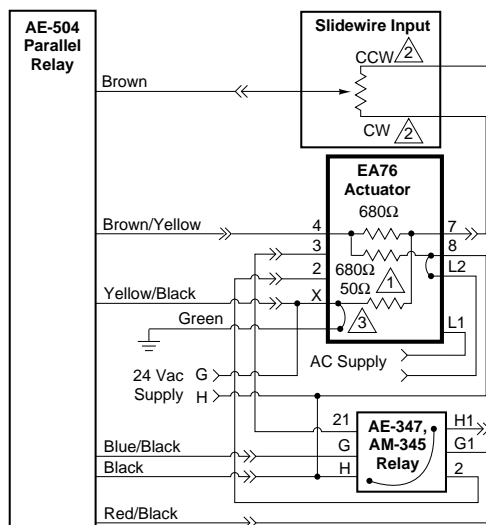 AE-504
Parallel
Relay
Slidewire Input
CCW 2
Brown
CW 2
EA76
Actuator
680Ω
Brown/Yellow
4
7
3
8
2
680Ω
1
L2
50Ω
Yellow/Black
X
Green
3
L1
AC Supply
24 Vac
Supply
G
H
21
AE-347,
AM-345
Relay
H1
G1
Blue/Black
G
Black
H
2
Red/Black